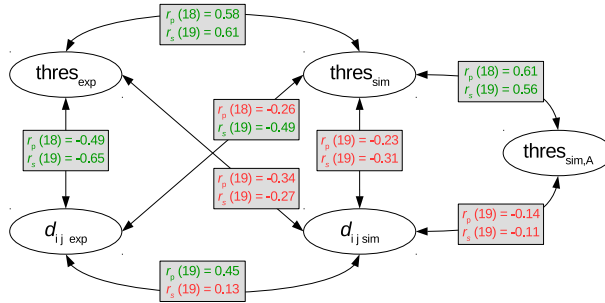 r_p (18) = 0.58
r_s (19) = 0.61
thres_exp
thres_sim
r_p (18) = 0.61
r_s (19) = 0.56
r_p (18) = -0.26
r_s (19) = -0.49
r_p (18) = -0.49
r_s (19) = -0.65
r_p (19) = -0.23
r_s (19) = -0.31
thres_sim,A
r_p (19) = -0.34
r_s (19) = -0.27
r_p (19) = -0.14
r_s (19) = -0.11
d_i j exp
d_i j sim
r_p (19) = 0.45
r_s (19) = 0.13